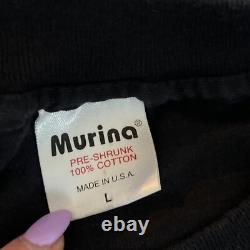 Murina®
PRE-SHRUNK
100% COTTON
MADE IN U.S.A.
L